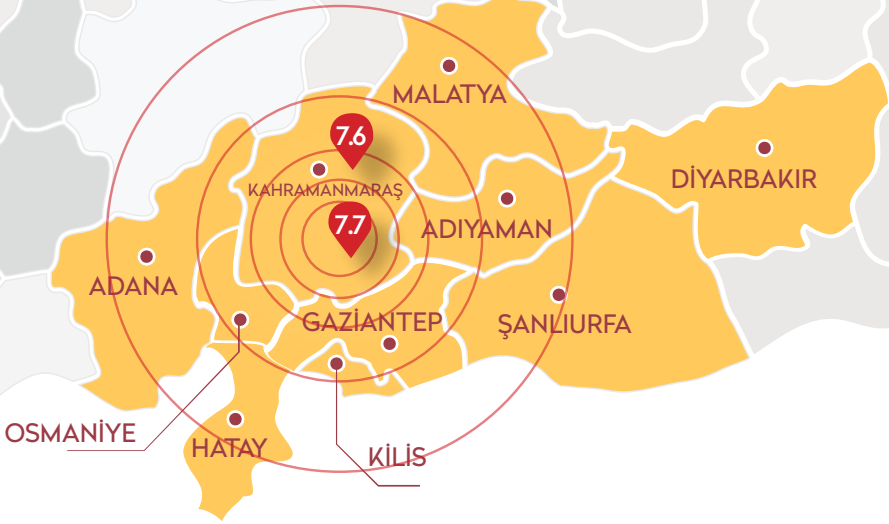 MALATYA
7.6
KAHRAMANMARAŞ
DİYARBAKIR
7.7
ADIYAMAN
ADANA
GAZİANTEP
ŞANLIURFA
OSMANİYE
HATAY
KİLİS